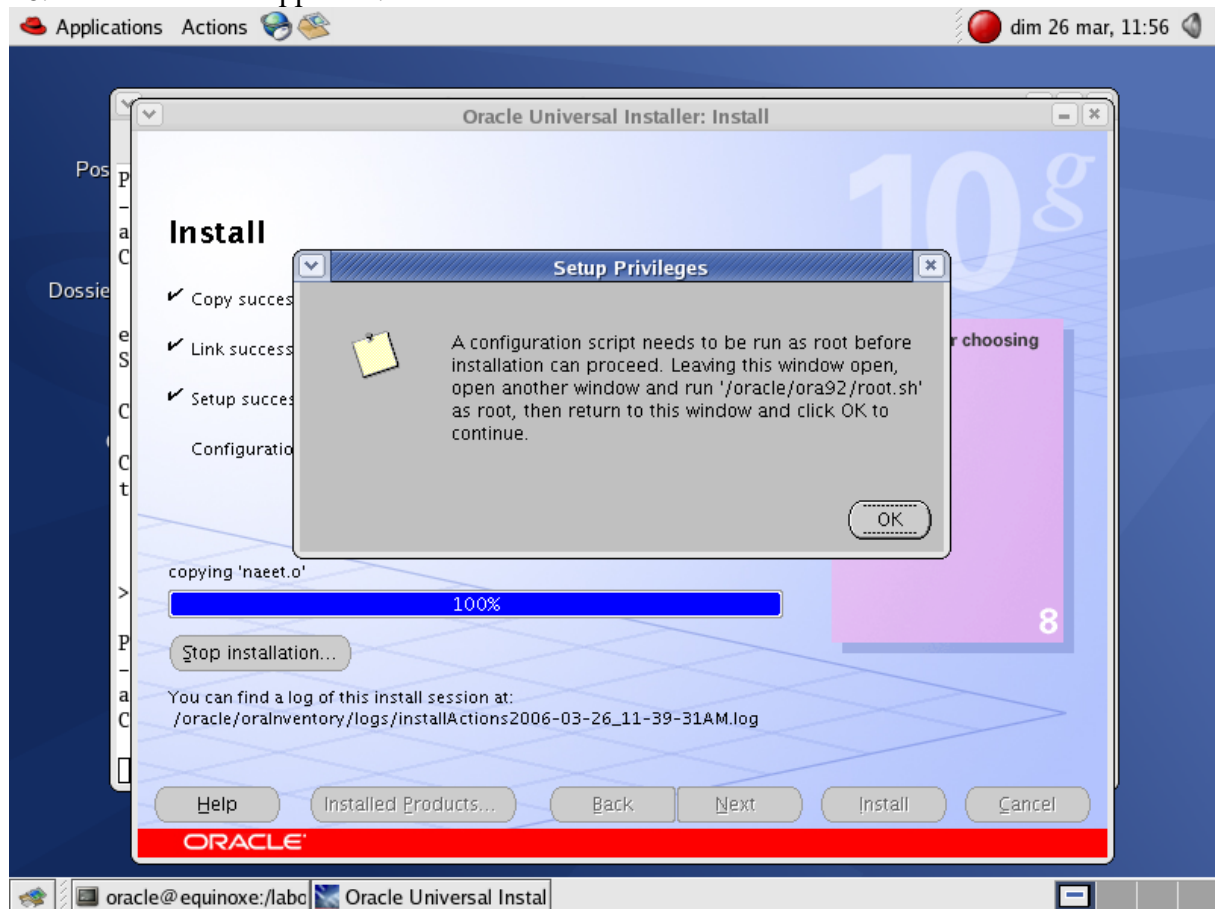 Applications Actions dim 26 mar, 11:56
Oracle Universal Installer: Install
10g
Install
Setup Privileges
Copy succes
Link success
Setup succes
Configuratio
A configuration script needs to be run as root before
installation can proceed. Leaving this window open,
open another window and run '/oracle/ora92/root.sh'
as root, then return to this window and click OK to
continue.
OK
r choosing
8
Pos
Dossie
P
-
a
C
e
S
C
C
t
>
P
-
a
C
copying 'naeet.o'
100%
Stop installation...
You can find a log of this install session at:
/oracle/oraInventory/logs/installActions2006-03-26_11-39-31AM.log
Help Installed Products... Back Next Install Cancel
ORACLE
oracle@equinoxe:/labo Oracle Universal Instal